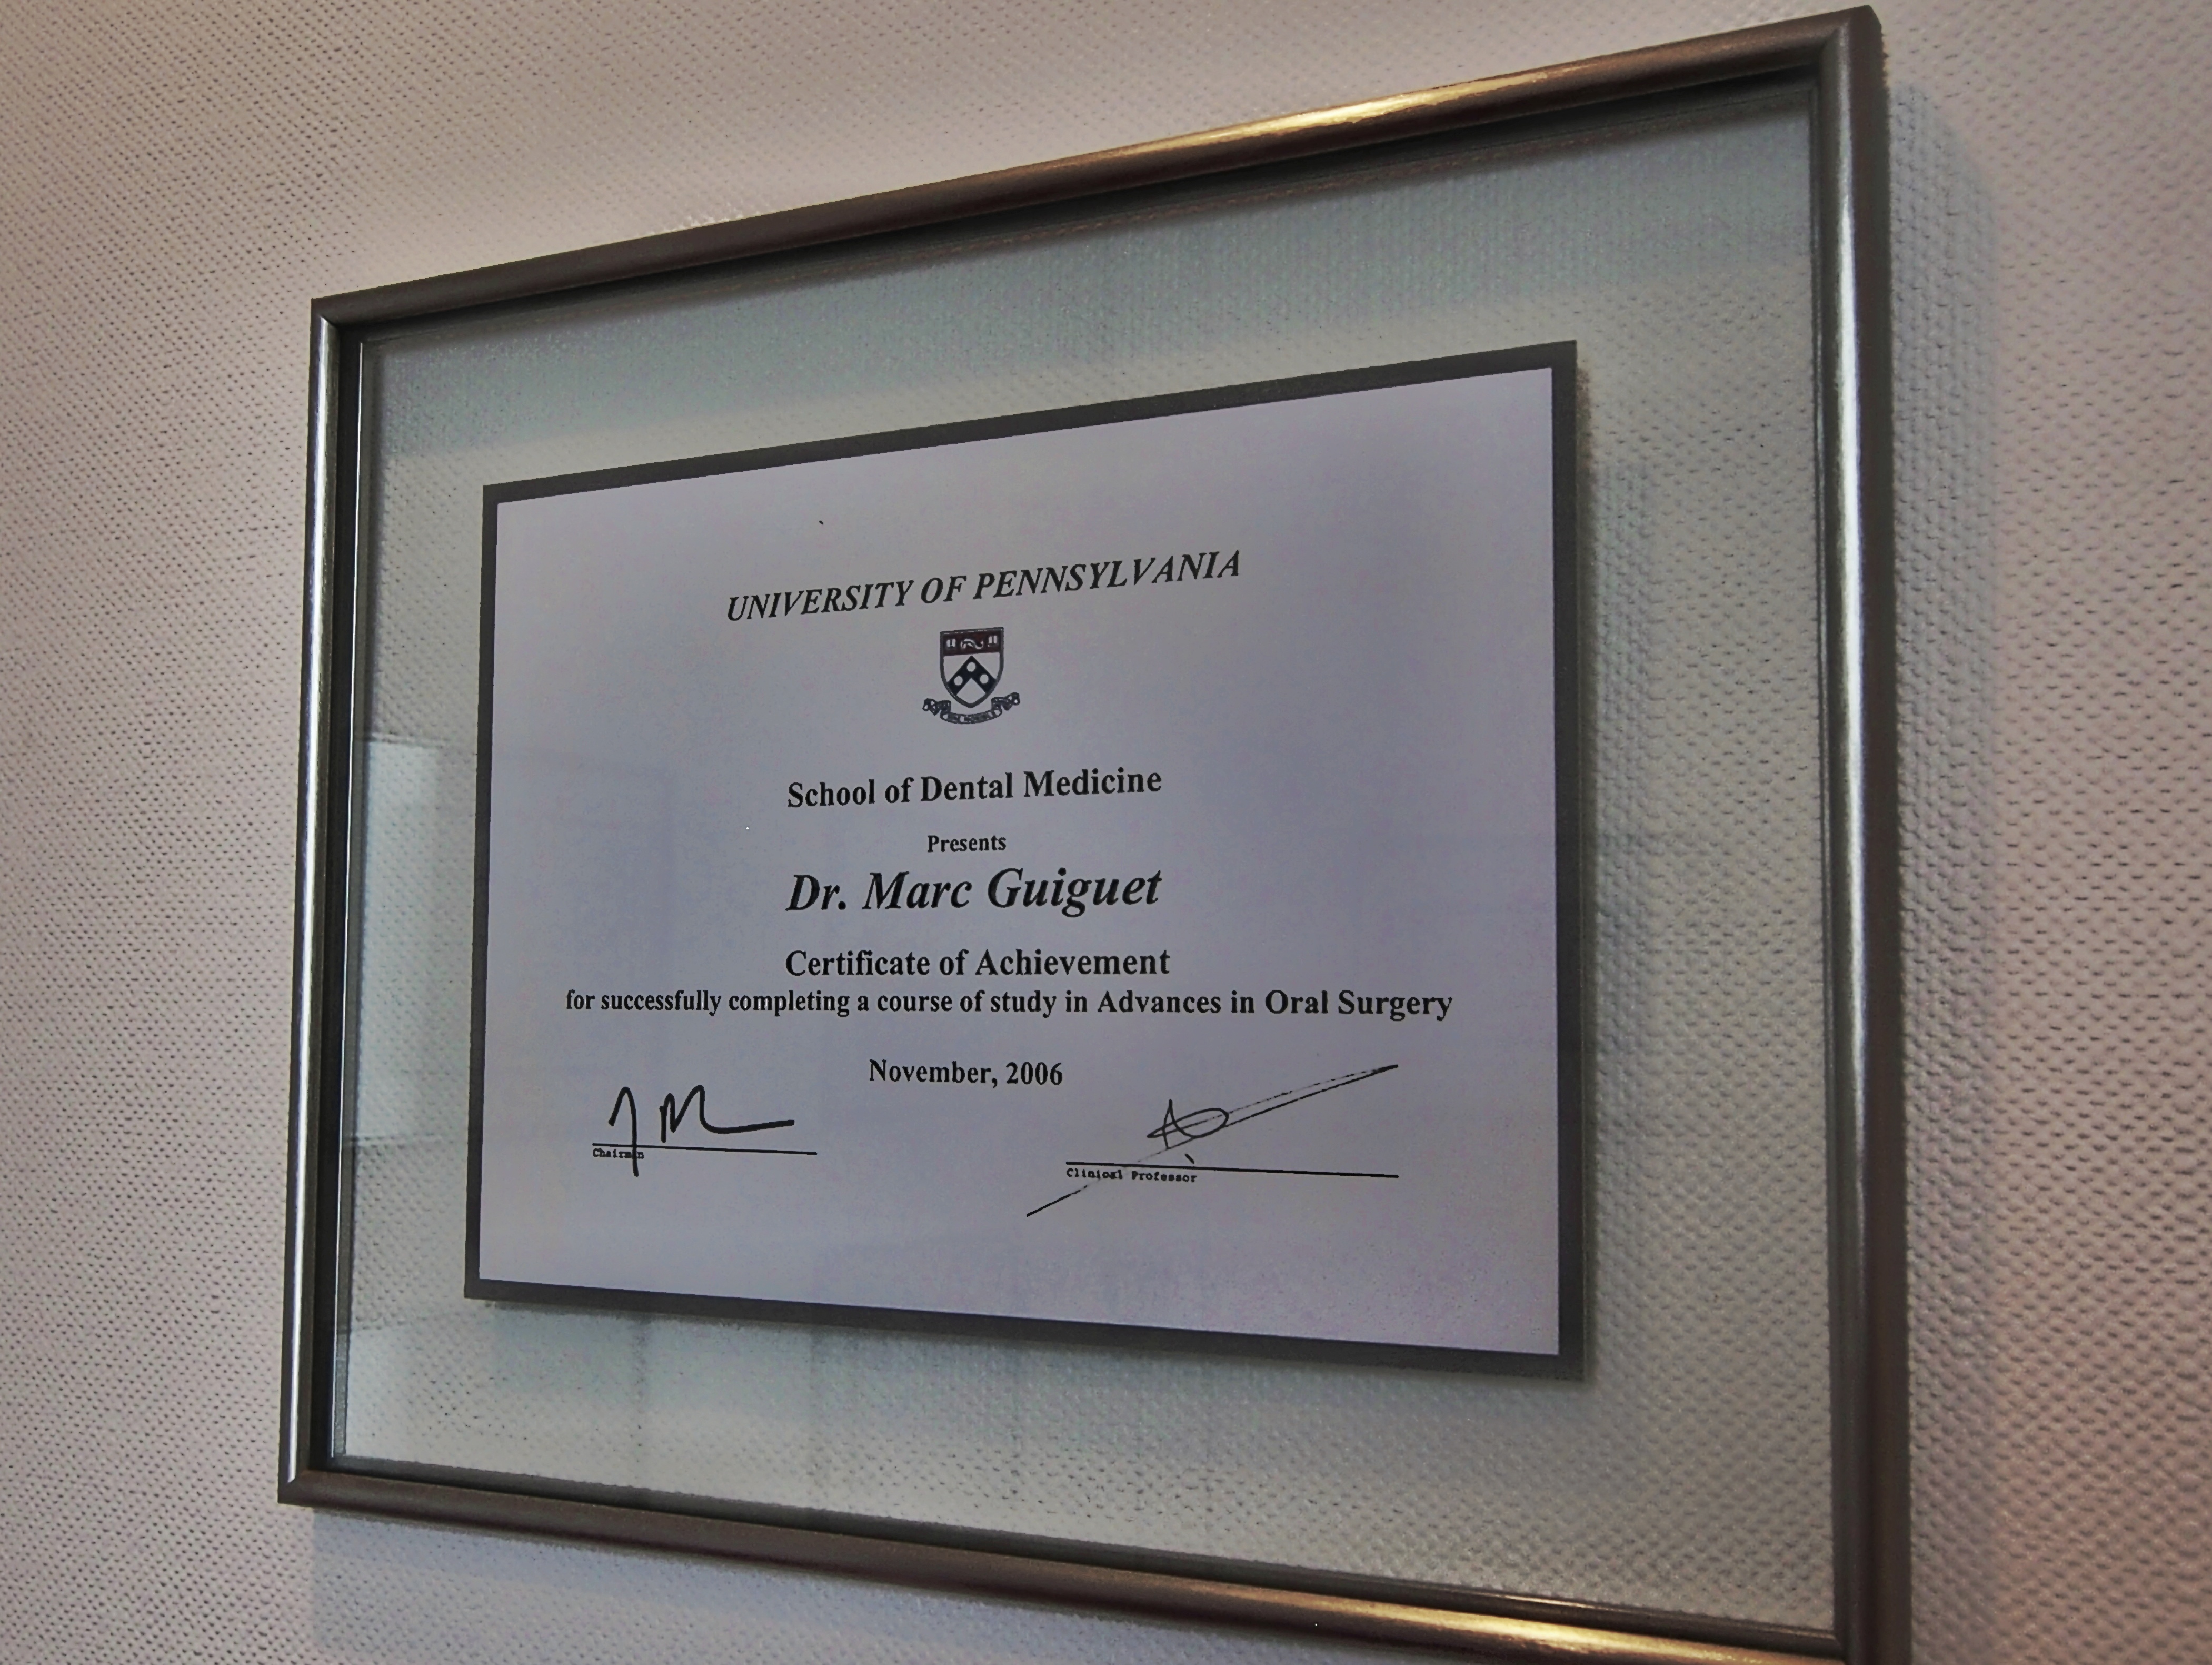 UNIVERSITY OF PENNSYLVANIA
School of Dental Medicine
Presents
Dr. Marc Guiguet
Certificate of Achievement
for successfully completing a course of study in Advances in Oral Surgery
November, 2006
Chairman
Clinical Professor